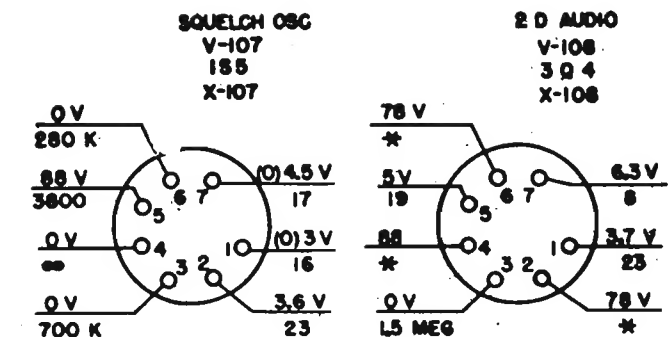 SQUELCH OSC
V-107
1S5
X-107
0 V
280 K
88 V
3800
0 V
∞
0 V
700 K
6
7
5
4
3
2
1
(0) 4.5 V
17
(0) 3 V
16
3.6 V
23
2 D AUDIO
V-108
3Q4
X-108
78 V
*
5 V
19
88
*
0 V
1.5 MEG
6
7
5
4
3
2
1
6.3 V
8
3.7 V
23
78 V
*